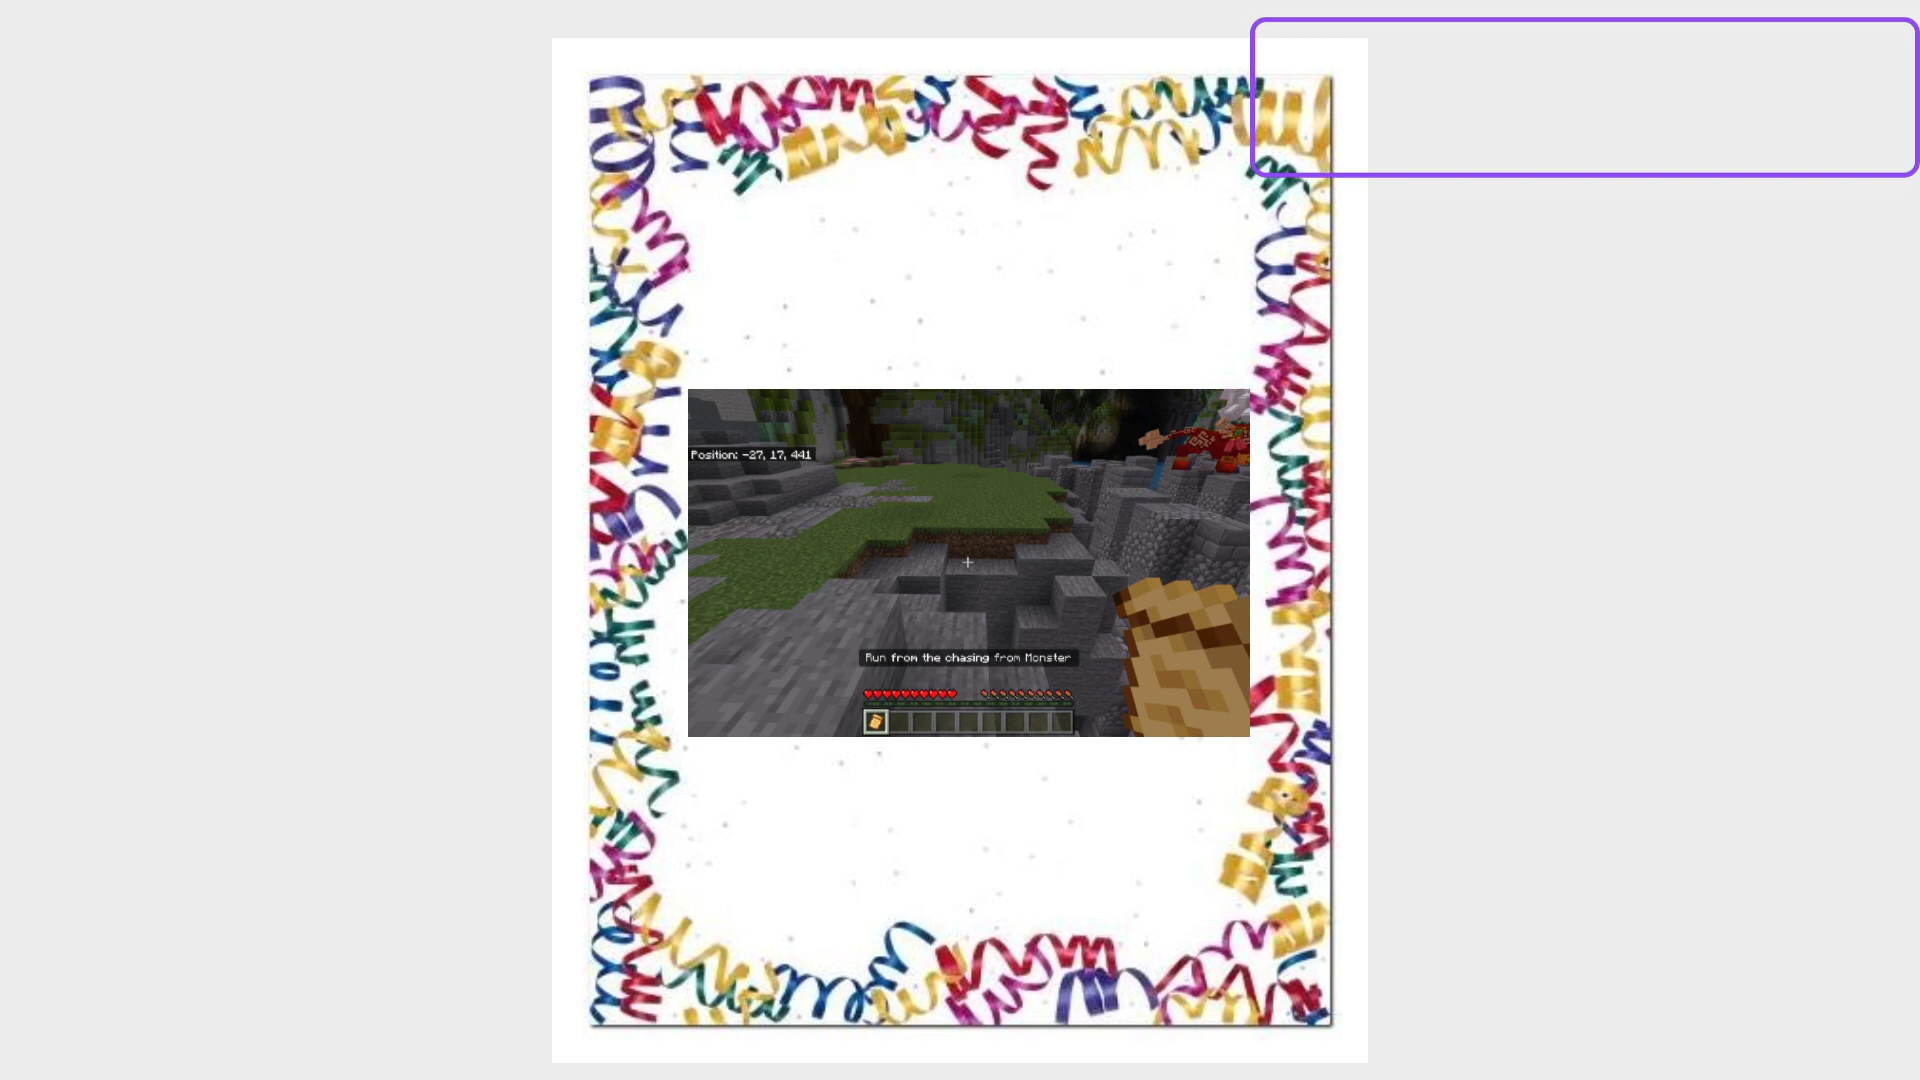 Position: -27, 17, 441
Run from the chasing from Monster